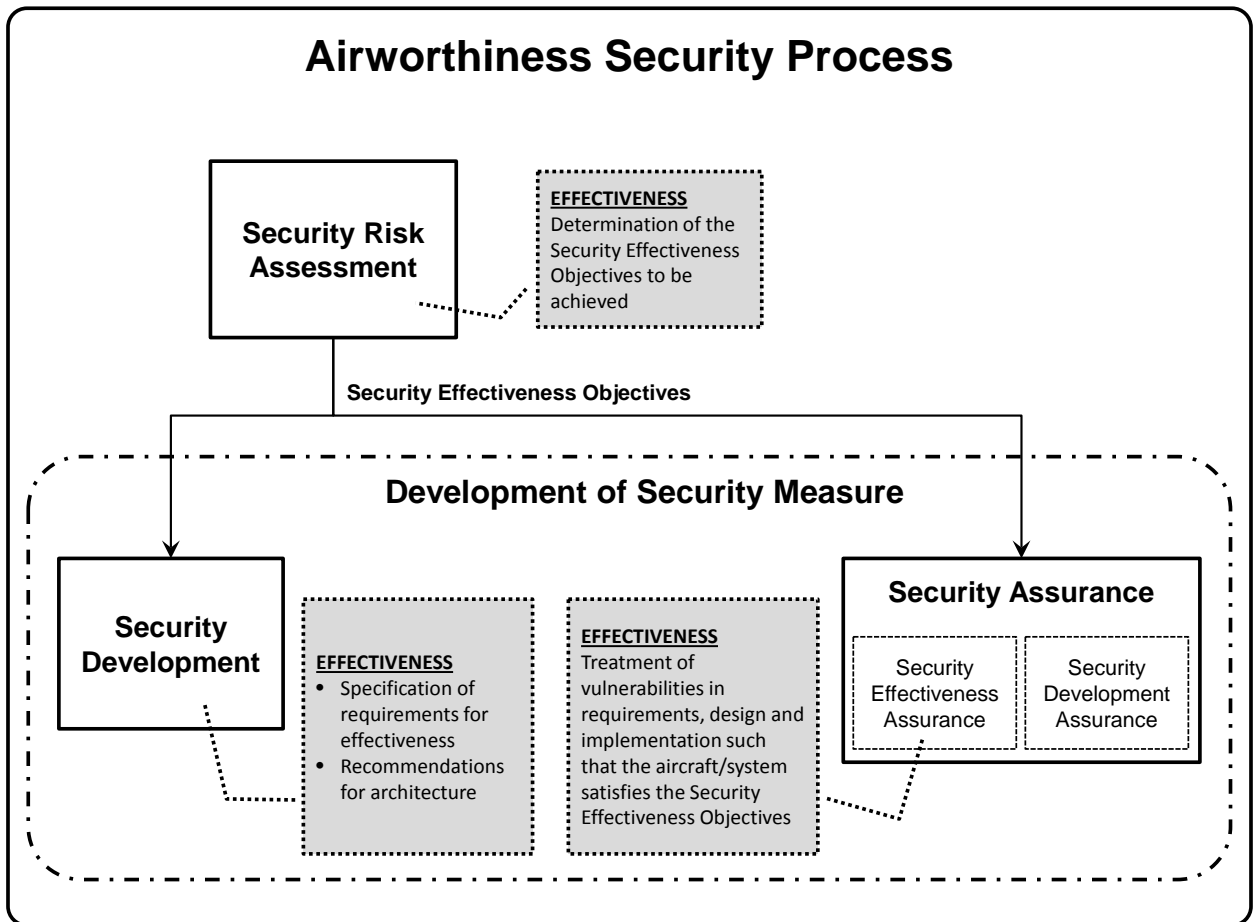 Airworthiness Security Process
Security Risk
Assessment
EFFECTIVENESS
Determination of the
Security Effectiveness
Objectives to be
achieved
Security Effectiveness Objectives
Development of Security Measure
Security
Development
EFFECTIVENESS
• Specification of
requirements for
effectiveness
• Recommendations
for architecture
EFFECTIVENESS
Treatment of
vulnerabilities in
requirements, design and
implementation such
that the aircraft/system
satisfies the Security
Effectiveness Objectives
Security Assurance
Security
Effectiveness
Assurance
Security
Development
Assurance